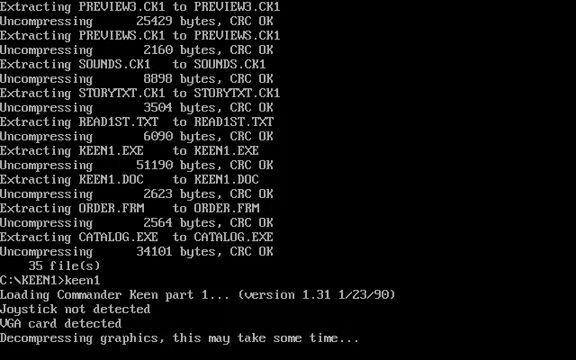 Extracting PREVIEW3.CK1 to PREVIEW3.CK1
Uncompressing 25429 bytes, CRC OK
Extracting PREVIEWS.CK1 to PREVIEWS.CK1
Uncompressing 2160 bytes, CRC OK
Extracting SOUNDS.CK1 to SOUNDS.CK1
Uncompressing 8898 bytes, CRC OK
Extracting STORYTXT.CK1 to STORYTXT.CK1
Uncompressing 3504 bytes, CRC OK
Extracting READ1ST.TXT to READ1ST.TXT
Uncompressing 6090 bytes, CRC OK
Extracting KEEN1.EXE to KEEN1.EXE
Uncompressing 51190 bytes, CRC OK
Extracting KEEN1.DOC to KEEN1.DOC
Uncompressing 2623 bytes, CRC OK
Extracting ORDER.FRM to ORDER.FRM
Uncompressing 2564 bytes, CRC OK
Extracting CATALOG.EXE to CATALOG.EXE
Uncompressing 34101 bytes, CRC OK
35 file(s)
C:\KEEN1>keen1
Loading Commander Keen part 1... (version 1.31 1/23/90)
Joystick not detected
VGA card detected
Decompressing graphics, this may take some time...